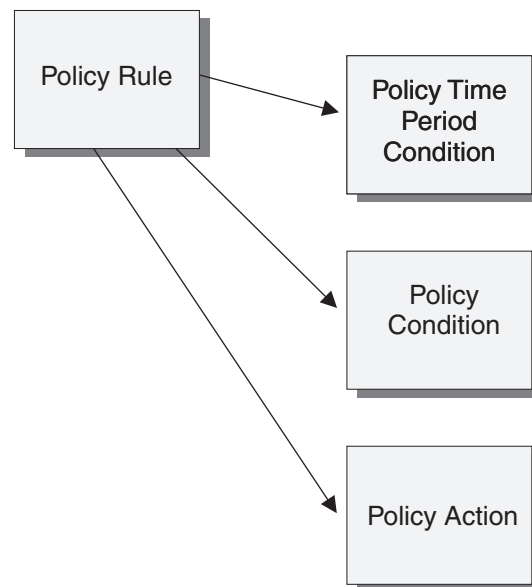 Policy Rule
Policy Time
Period
Condition
Policy
Condition
Policy Action